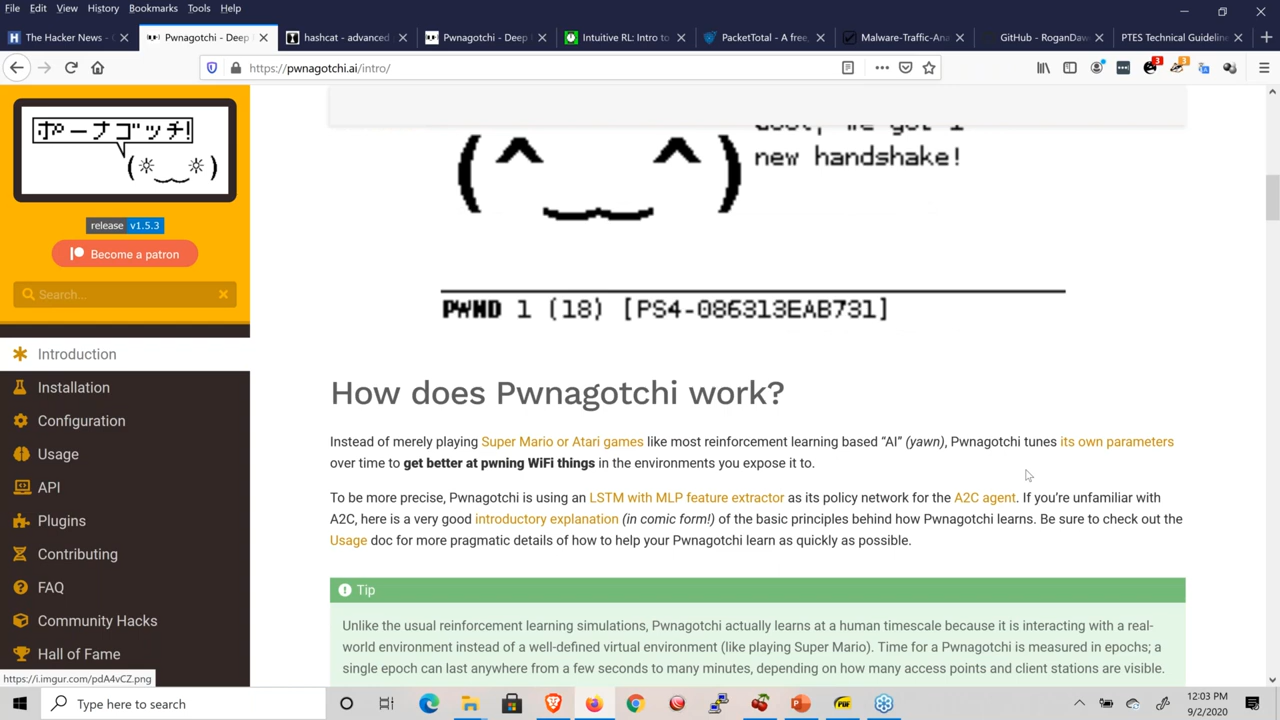 File Edit View History Bookmarks Tools Help
The Hacker News - C
Pwnagotchi - Deep
hashcat - advanced
Pwnagotchi - Deep
Intuitive RL: Intro to
PacketTotal - A free,
Malware-Traffic-Ana
GitHub - RoganDaw
PTES Technical Guideline
https://pwnagotchi.ai/intro/
3
3
ポーナゴッチ!
(☼‿‿☼)
release v1.5.3
Become a patron
Search...
Introduction
Installation
Configuration
Usage
API
Plugins
Contributing
FAQ
Community Hacks
Hall of Fame
https://i.imgur.com/pdA4vCZ.png
new handshake!
PWND 1 (18) [PS4-086313EAB731]
How does Pwnagotchi work?
Instead of merely playing Super Mario or Atari games like most reinforcement learning based “AI” (yawn), Pwnagotchi tunes its own parameters
over time to get better at pwning WiFi things in the environments you expose it to.
To be more precise, Pwnagotchi is using an LSTM with MLP feature extractor as its policy network for the A2C agent. If you’re unfamiliar with
A2C, here is a very good introductory explanation (in comic form!) of the basic principles behind how Pwnagotchi learns. Be sure to check out the
Usage doc for more pragmatic details of how to help your Pwnagotchi learn as quickly as possible.
Tip
Unlike the usual reinforcement learning simulations, Pwnagotchi actually learns at a human timescale because it is interacting with a real-
world environment instead of a well-defined virtual environment (like playing Super Mario). Time for a Pwnagotchi is measured in epochs; a
single epoch can last anywhere from a few seconds to many minutes, depending on how many access points and client stations are visible.
Type here to search
12:03 PM
9/2/2020